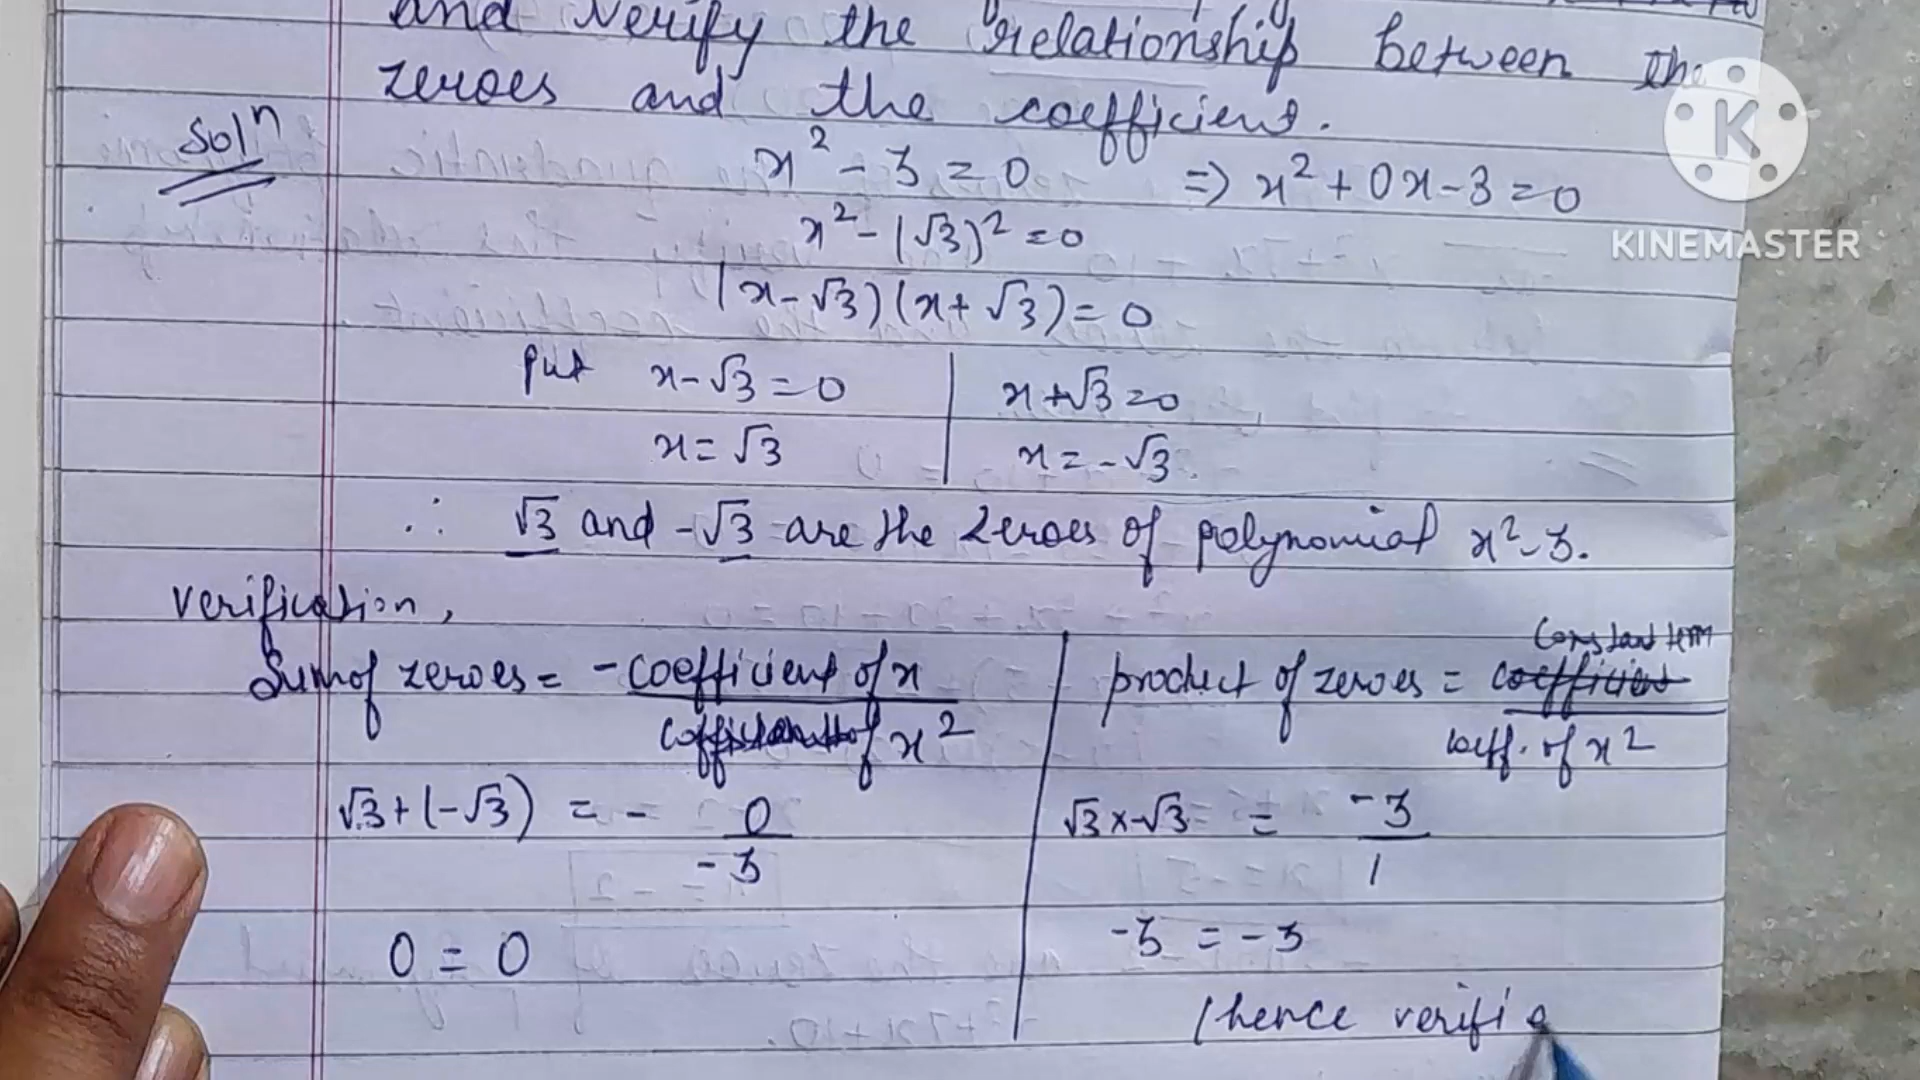 and verify the relationship between the
zeroes and the coefficient.
Solⁿ
x² - 3 = 0 => x² + 0x - 3 = 0
x² - (√3)² = 0
(x - √3)(x + √3) = 0
put x - √3 = 0 | x + √3 = 0
x = √3 | x = -√3
∴ √3 and -√3 are the zeroes of polynomial x² - 3.
verification,
Sum of zeroes = - coefficient of x / of x² | product of zeroes = Constant term / coeff. of x²
√3 + (-√3) = - 0/-3 | √3 x -√3 = -3/1
0 = 0 | -3 = -3
(hence verifi
K
KINEMASTER